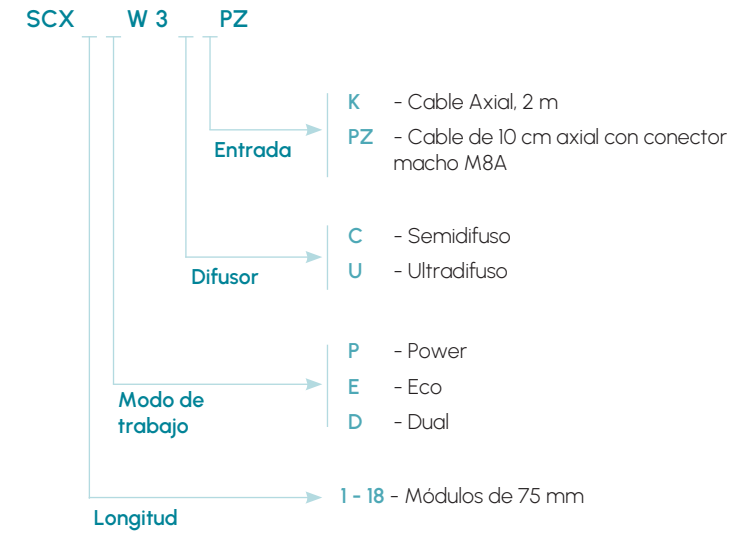 SCX W 3 PZ
K - Cable Axial, 2 m
Entrada
PZ - Cable de 10 cm axial con conector
macho M8A
C - Semidifuso
Difusor
U - Ultradifuso
P - Power
E - Eco
Modo de
trabajo
D - Dual
1 - 18 - Módulos de 75 mm
Longitud